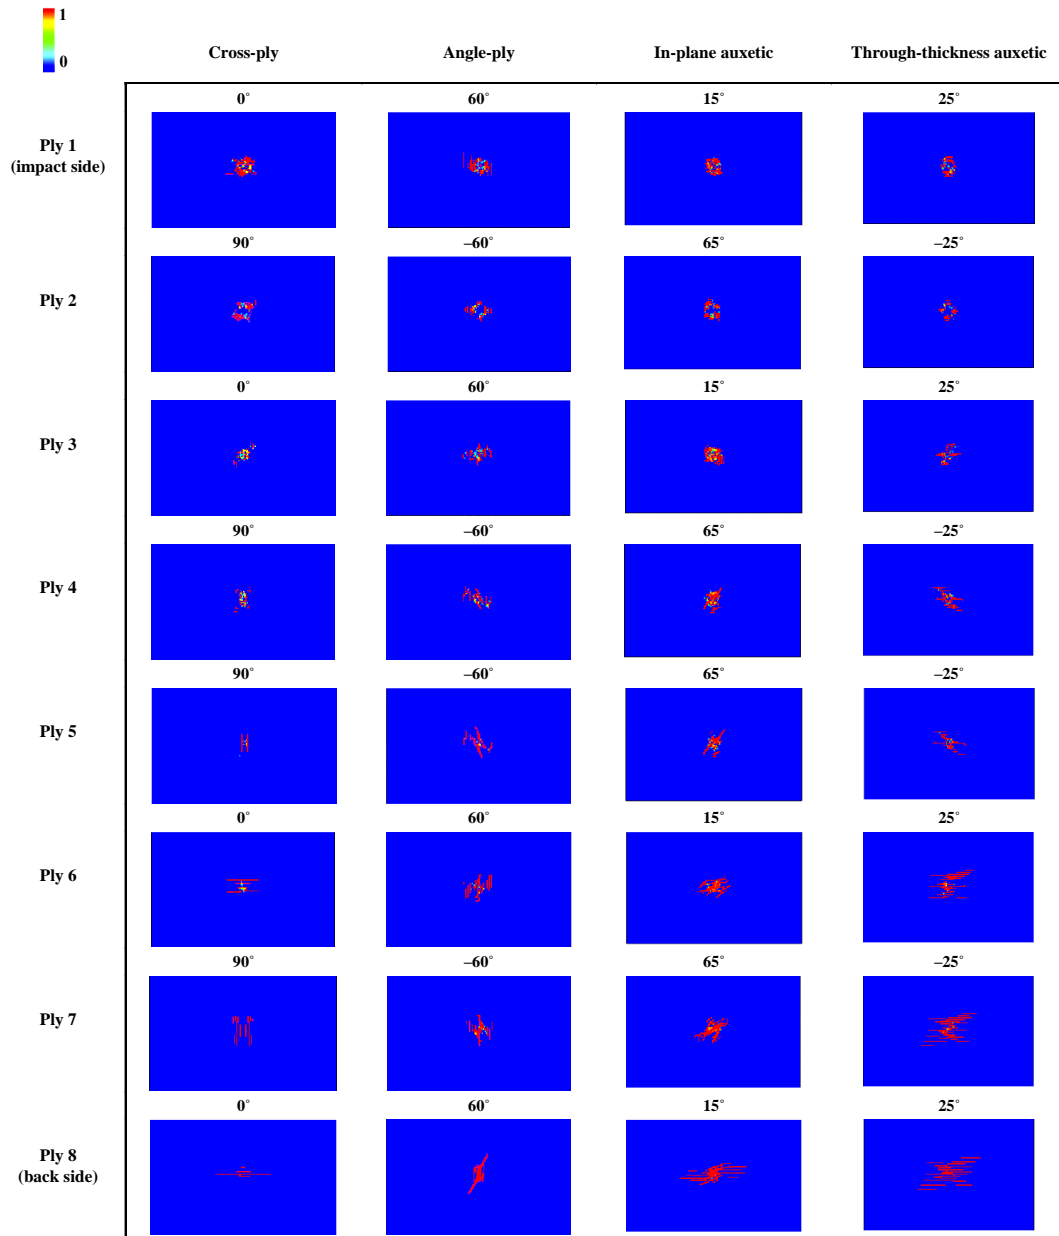 1
0
Cross-ply Angle-ply In-plane auxetic Through-thickness auxetic
0° 60° 15° 25°
Ply 1
(impact side)
90° –60° 65° –25°
Ply 2
0° 60° 15° 25°
Ply 3
90° –60° 65° –25°
Ply 4
90° –60° 65° –25°
Ply 5
0° 60° 15° 25°
Ply 6
90° –60° 65° –25°
Ply 7
0° 60° 15° 25°
Ply 8
(back side)